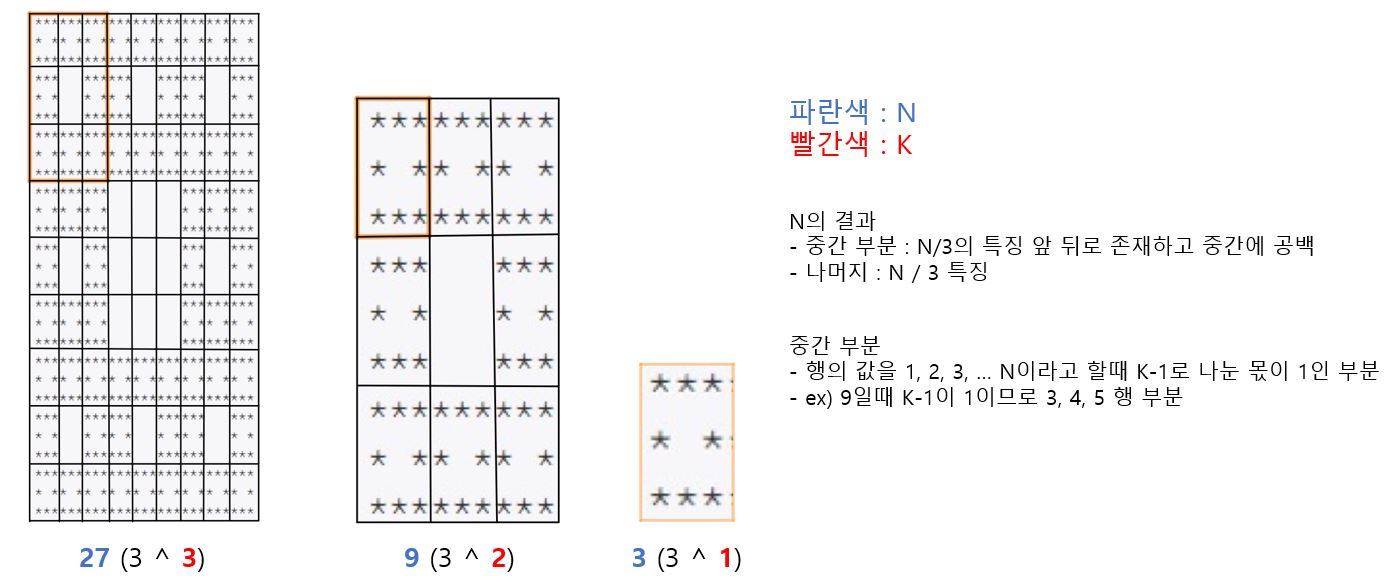 파란색 : N
빨간색 : K
N의 결과
- 중간 부분 : N/3의 특징 앞 뒤로 존재하고 중간에 공백
- 나머지 : N / 3 특징
중간 부분
- 행의 값을 1, 2, 3, ... N이라고 할때 K-1로 나눈 몫이 1인 부분
- ex) 9일때 K-1이 1이므로 3, 4, 5 행 부분
27 (3 ^ 3)
9 (3 ^ 2)
3 (3 ^ 1)